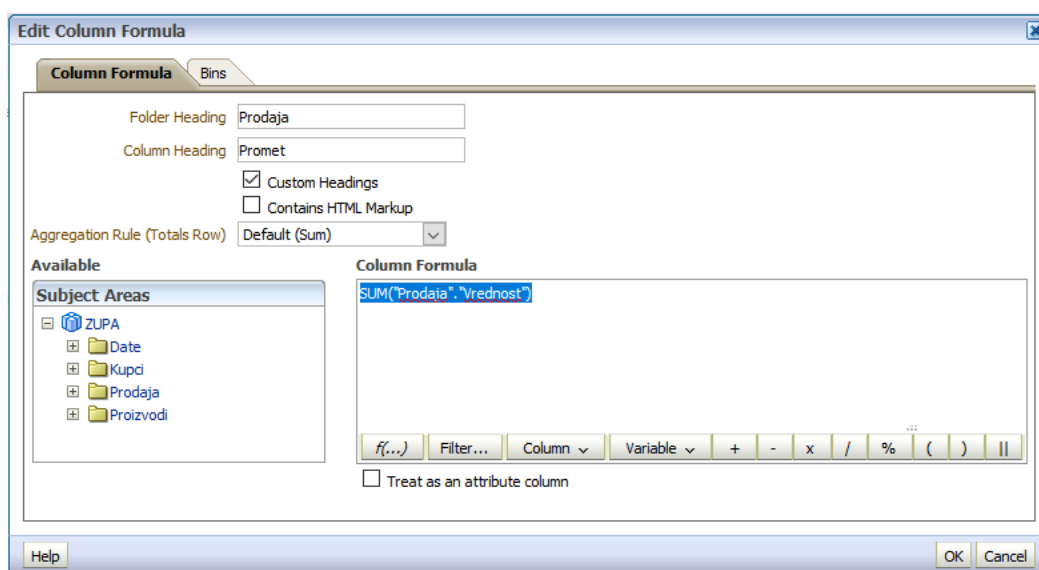 Edit Column Formula
Column Formula Bins
Folder Heading Prodaja
Column Heading Promet
Custom Headings
Contains HTML Markup
Aggregation Rule (Totals Row) Default (Sum)
Available Column Formula
Subject Areas
SUM("Prodaja"."Vrednost")
ZUPA
Date
Kupci
Prodaja
Proizvodi
f(...) Filter... Column Variable + - x / % ( ) ||
Treat as an attribute column
Help OK Cancel